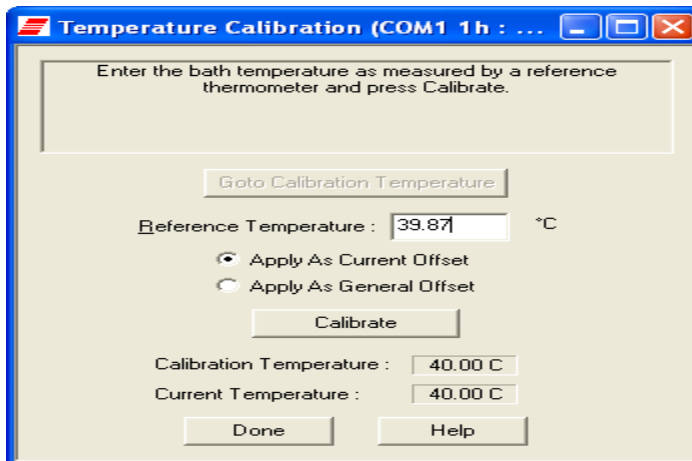 Temperature Calibration (COM1 1h : ...
Enter the bath temperature as measured by a reference
thermometer and press Calibrate.
Goto Calibration Temperature
Reference Temperature : 39.87 °C
Apply As Current Offset
Apply As General Offset
Calibrate
Calibration Temperature : 40.00 C
Current Temperature : 40.00 C
Done Help